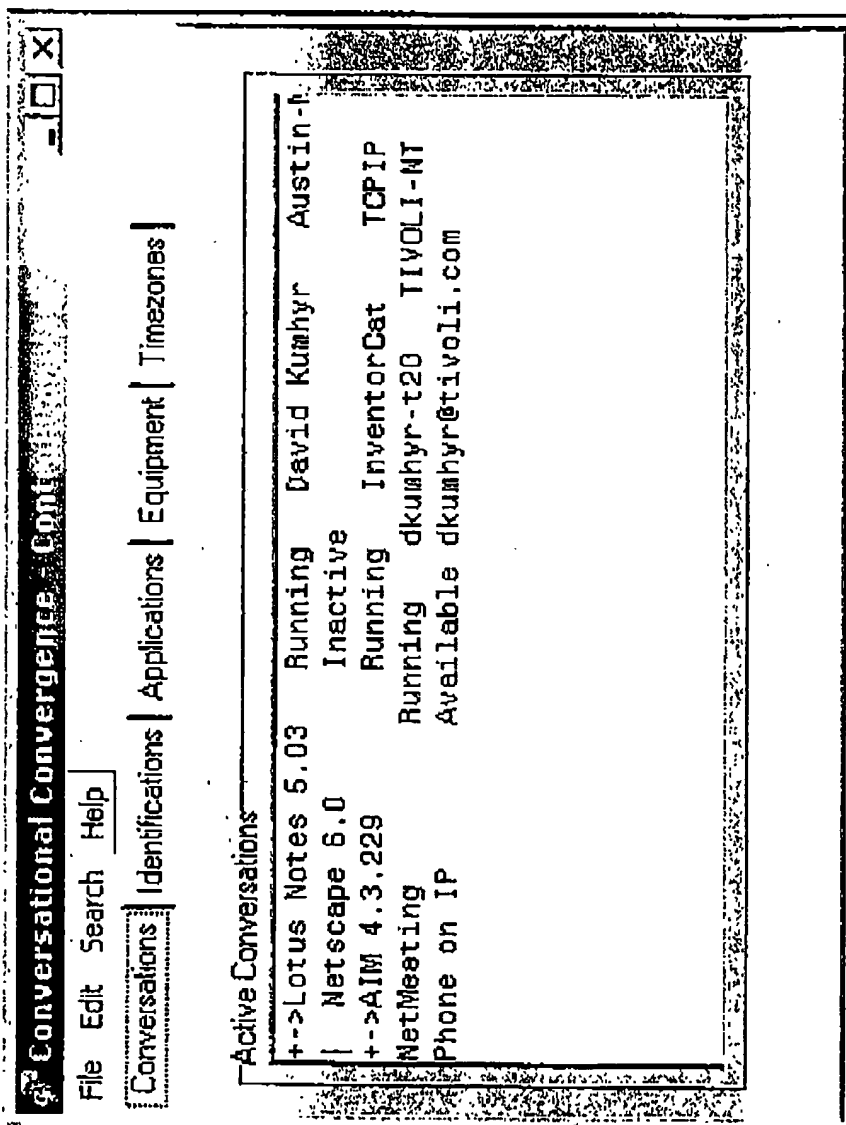 Conversational Convergence - Cont
File Edit Search Help
Conversations Identifications Applications Equipment Timezones
Active Conversations
+->Lotus Notes 5.03 Running David Kumhyr Austin-
| Netscape 6.0 Inactive
+->AIM 4.3.229 Running InventorCat TCPIP
NetMeeting Running dkumhyr-t20 TIVOLI-NT
Phone on IP Available dkumhyr@tivoli.com